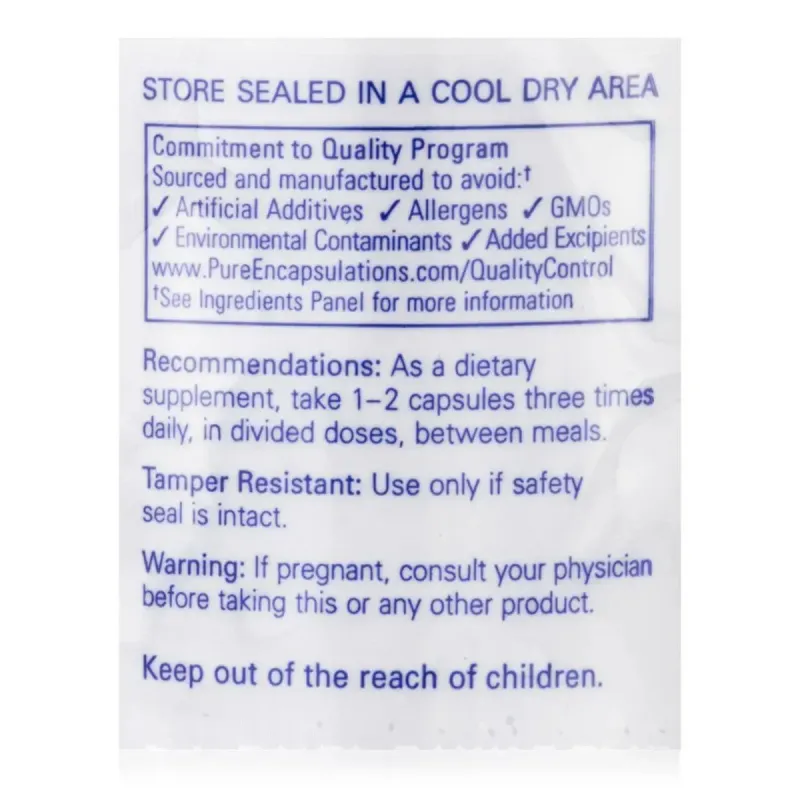 STORE SEALED IN A COOL DRY AREA
Commitment to Quality Program
Sourced and manufactured to avoid:†
✓ Artificial Additives ✓ Allergens ✓ GMOs
✓ Environmental Contaminants ✓ Added Excipients
www.PureEncapsulations.com/QualityControl
†See Ingredients Panel for more information
Recommendations: As a dietary
supplement, take 1–2 capsules three times
daily, in divided doses, between meals.
Tamper Resistant: Use only if safety
seal is intact.
Warning: If pregnant, consult your physician
before taking this or any other product.
Keep out of the reach of children.